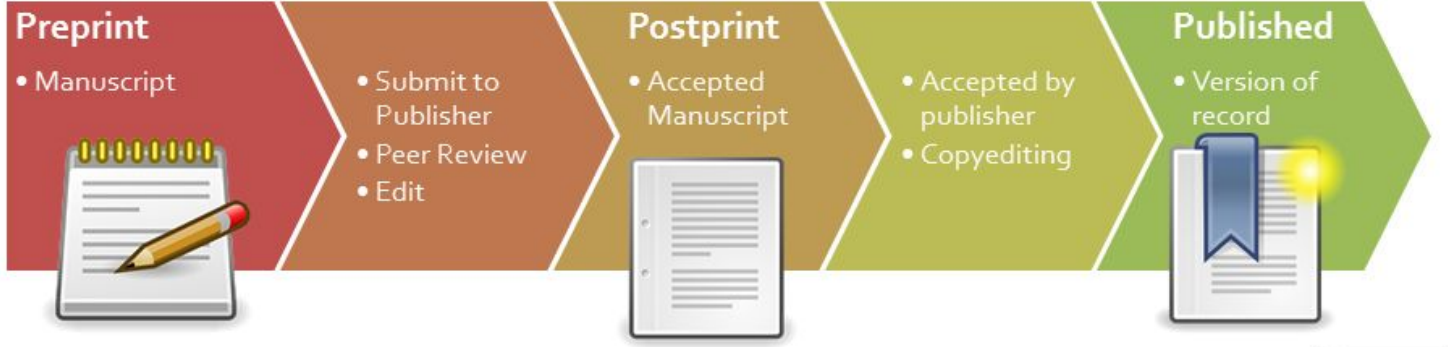 Preprint
• Manuscript
• Submit to
Publisher
• Peer Review
• Edit
Postprint
• Accepted
Manuscript
• Accepted by
publisher
• Copyediting
Published
• Version of
record